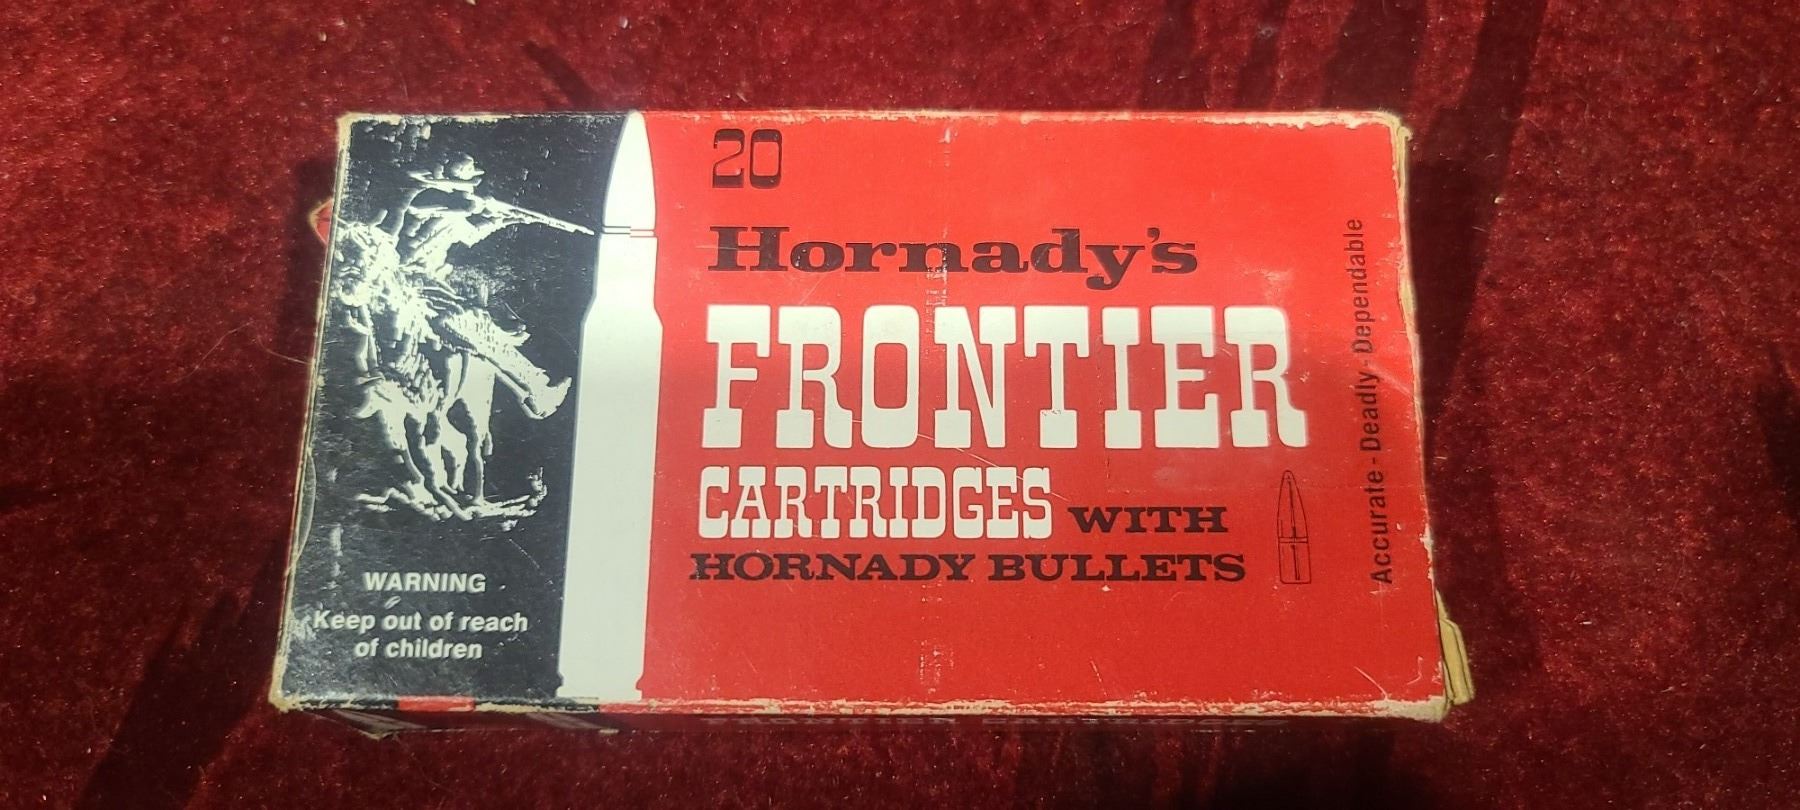 20
Hornady's
FRONTIER
CARTRIDGES WITH
HORNADY BULLETS
Accurate - Deadly - Dependable
WARNING
Keep out of reach
of children